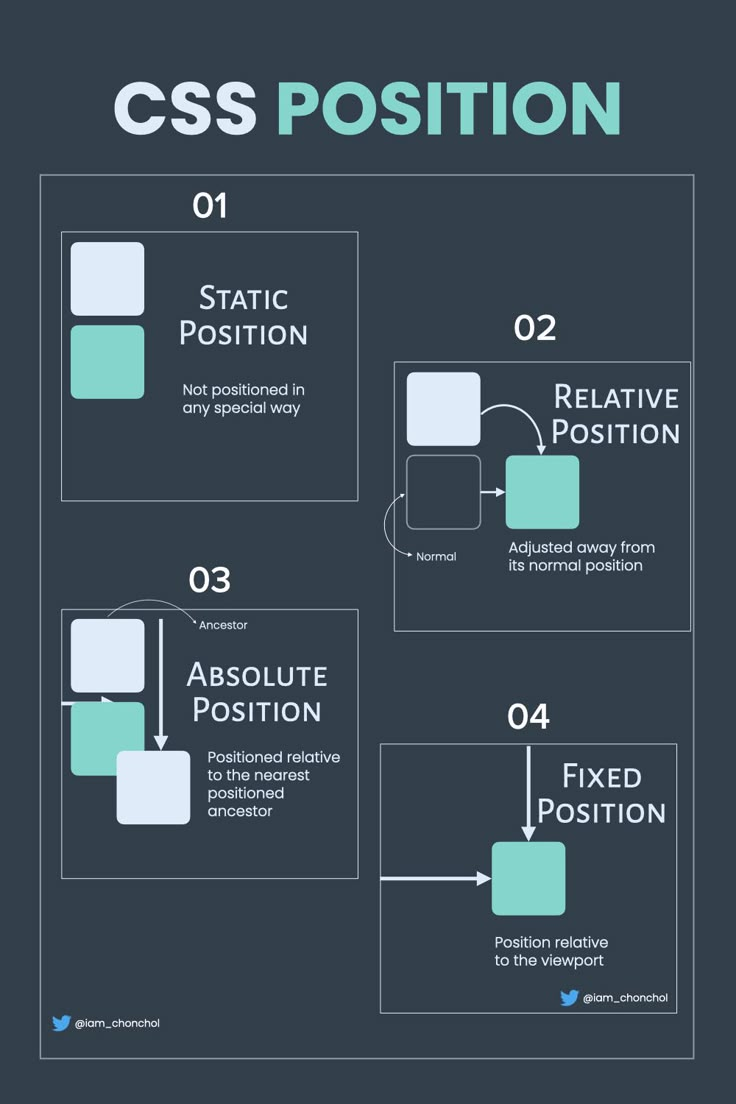 CSS POSITION
01
STATIC
POSITION
Not positioned in
any special way
02
RELATIVE
POSITION
Normal
Adjusted away from
its normal position
03
Ancestor
ABSOLUTE
POSITION
Positioned relative
to the nearest
positioned
ancestor
04
FIXED
POSITION
Position relative
to the viewport
@iam_chonchol
@iam_chonchol